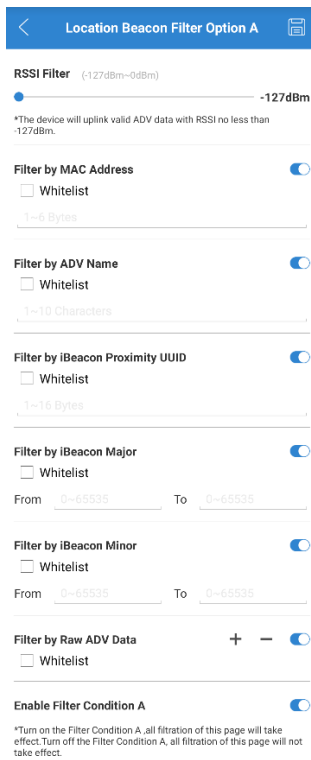 Location Beacon Filter Option A
RSSI Filter (-127dBm~0dBm)
-127dBm
*The device will uplink valid ADV data with RSSI no less than
-127dBm.
Filter by MAC Address
Whitelist
1~6 Bytes
Filter by ADV Name
Whitelist
1~10 Characters
Filter by iBeacon Proximity UUID
Whitelist
1~16 Bytes
Filter by iBeacon Major
Whitelist
From 0~65535 To 0~65535
Filter by iBeacon Minor
Whitelist
From 0~65535 To 0~65535
Filter by Raw ADV Data + −
Whitelist
Enable Filter Condition A
*Turn on the Filter Condition A ,all filtration of this page will take
effect.Turn off the Filter Condition A, all filtration of this page will not
take effect.